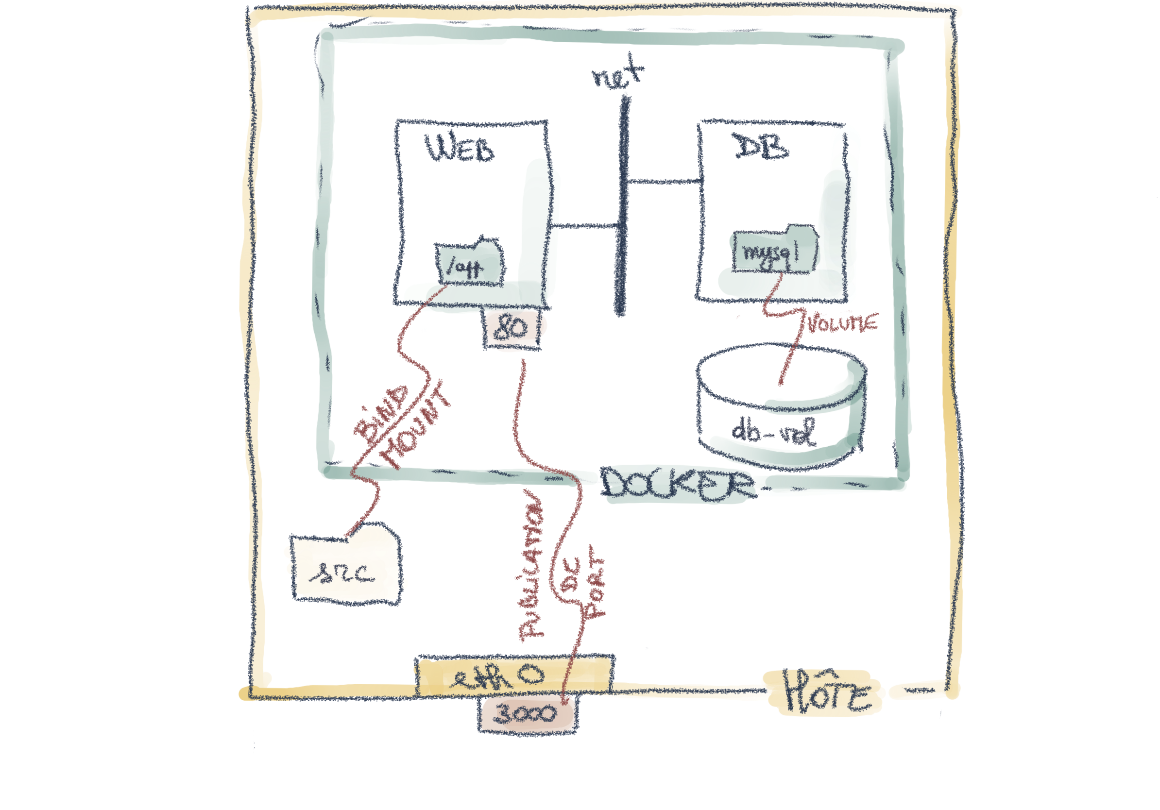 net
WEB
DB
/app
mysql
80
VOLUME
BIND
MOUNT
db-vol
DOCKER
PUBLICATION
DE
PORT
src
eth0
HÔTE
3000